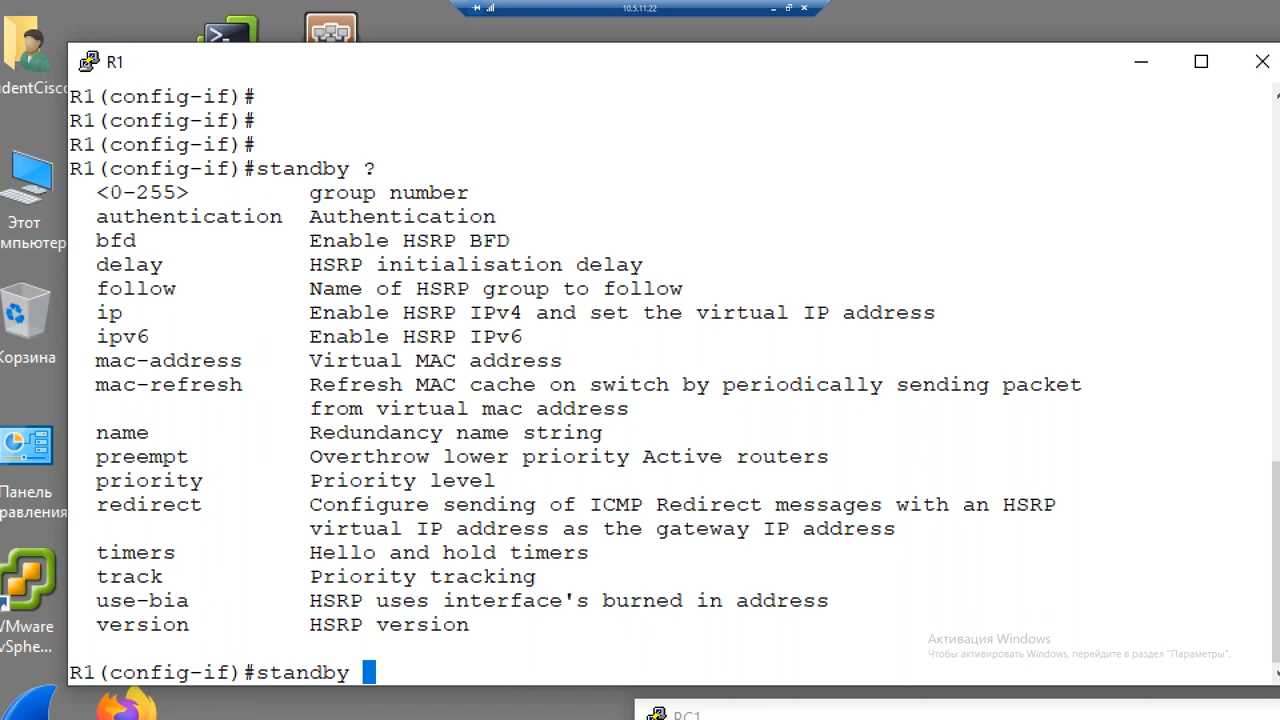 10.5.11.22
R1
dentCisc
R1(config-if)#
R1(config-if)#
R1(config-if)#
R1(config-if)#standby ?
<0-255> group number
authentication Authentication
bfd Enable HSRP BFD
delay HSRP initialisation delay
follow Name of HSRP group to follow
ip Enable HSRP IPv4 and set the virtual IP address
ipv6 Enable HSRP IPv6
mac-address Virtual MAC address
mac-refresh Refresh MAC cache on switch by periodically sending packet
from virtual mac address
name Redundancy name string
preempt Overthrow lower priority Active routers
priority Priority level
redirect Configure sending of ICMP Redirect messages with an HSRP
virtual IP address as the gateway IP address
timers Hello and hold timers
track Priority tracking
use-bia HSRP uses interface's burned in address
version HSRP version
R1(config-if)#standby
Этот
мпьютер
Корзина
Панель
равления
VMware
vSphe...
Активация Windows
Чтобы активировать Windows, перейдите в раздел "Параметры".
RC1